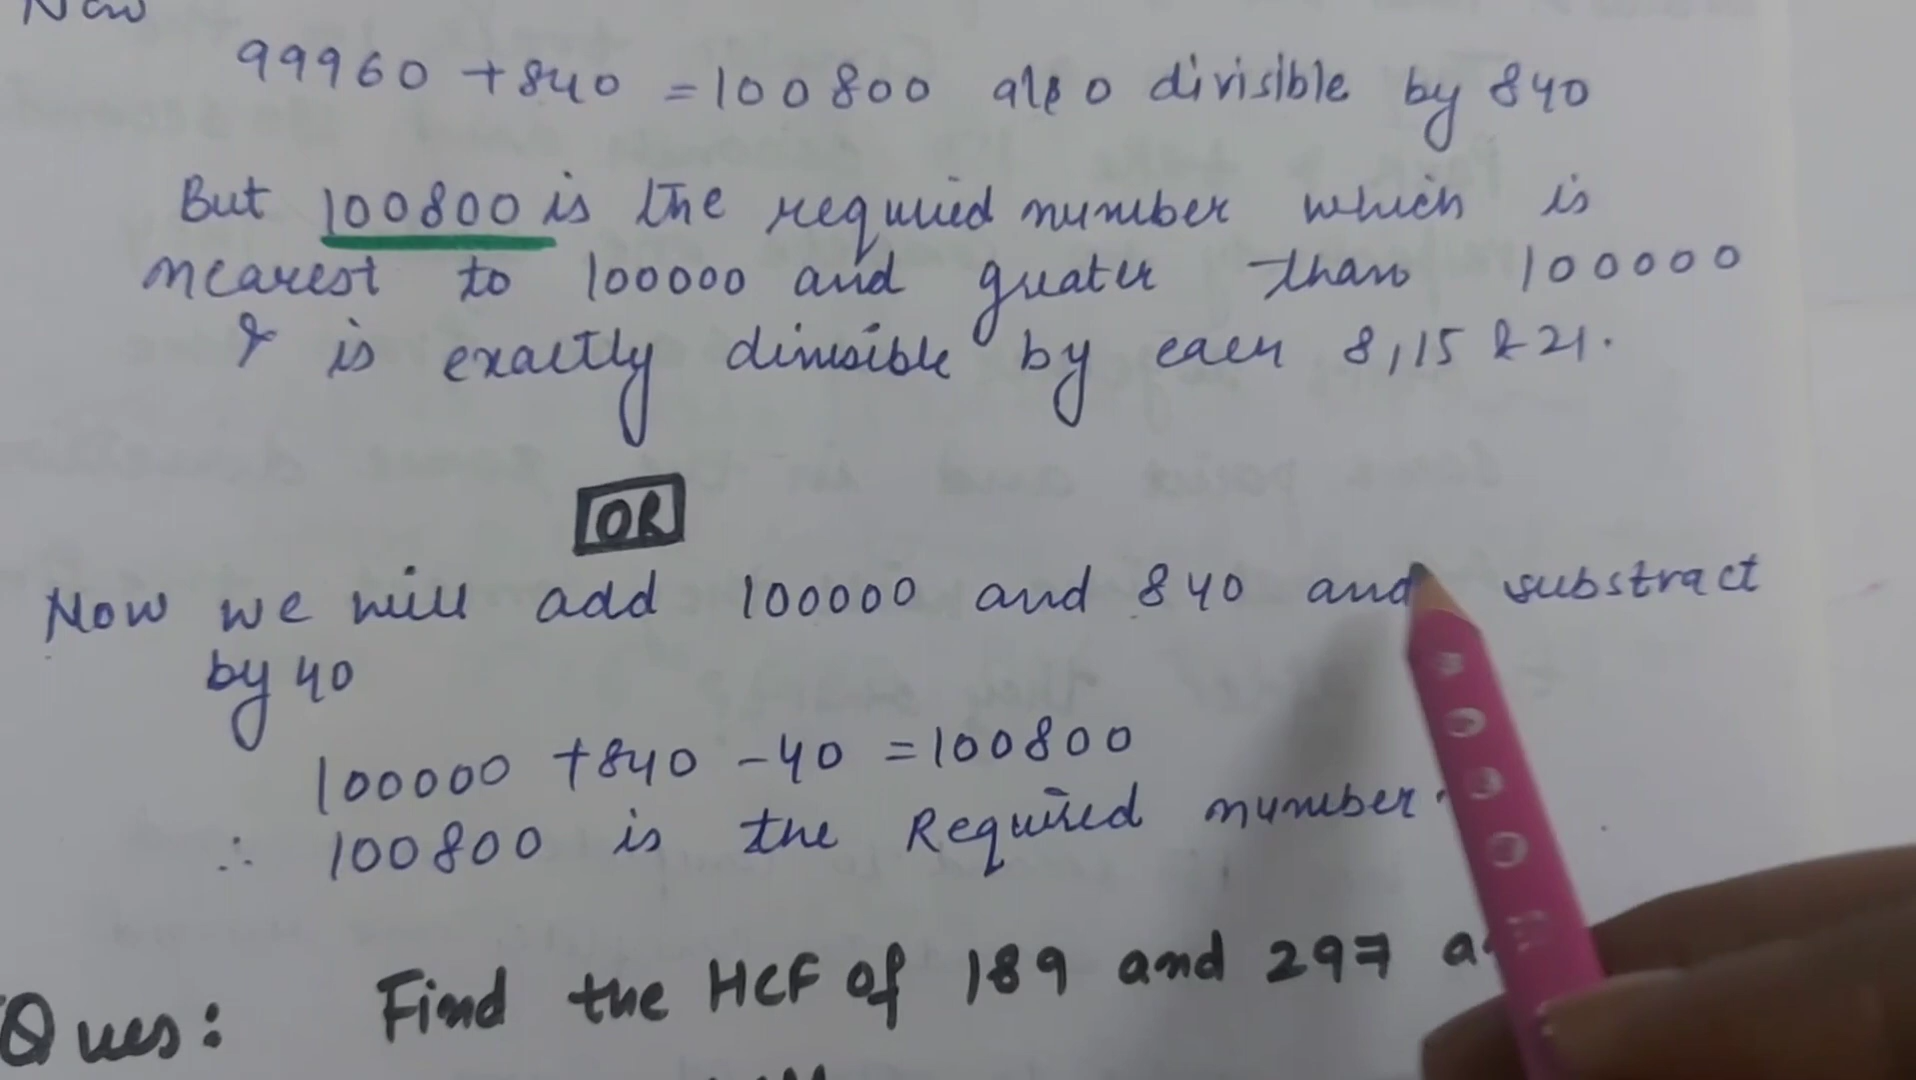 Now
99960 +840 = 100800 also divisible by 840
But 100800 is the required number which is
nearest to 100000 and greater than 100000
& is exactly divisible by each 8,15 & 21.
OR
Now we will add 100000 and 840 and substract
by 40
100000 +840 -40 =100800
∴ 100800 is the Required number.
Ques: Find the HCF of 189 and 297